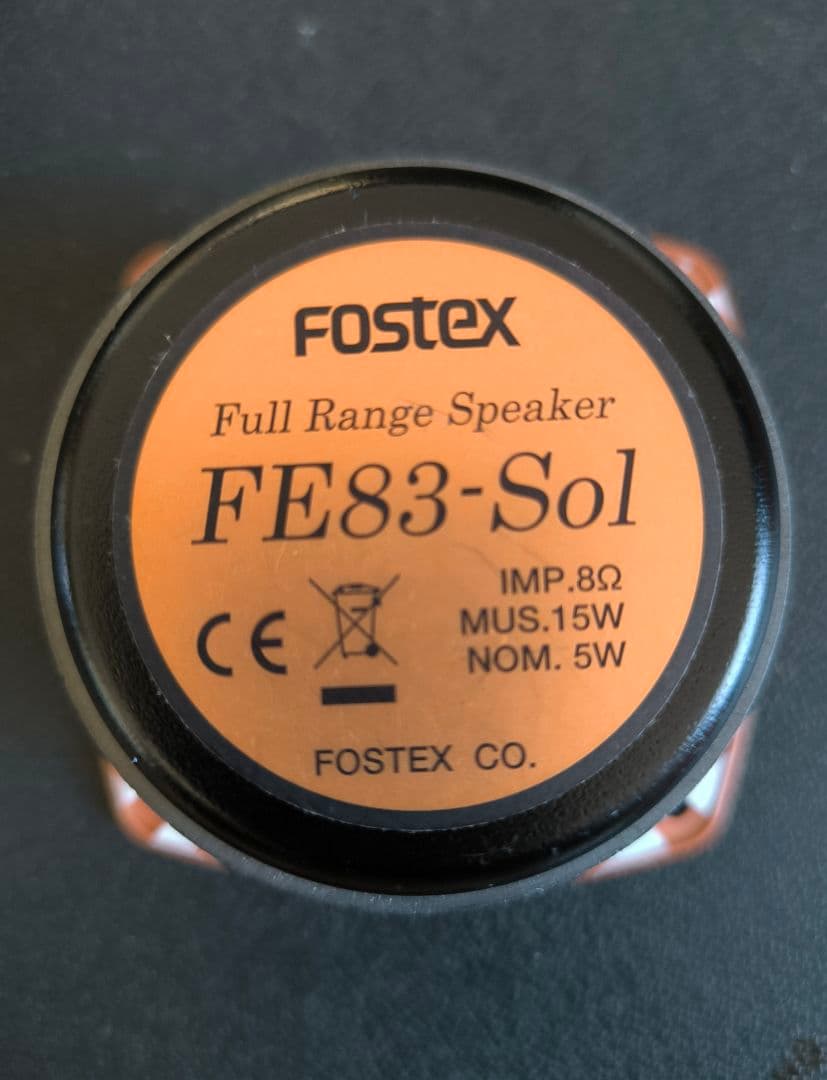 Fostex
Full Range Speaker
FE83-Sol
IMP.8Ω
MUS.15W
NOM. 5W
CE
FOSTEX CO.